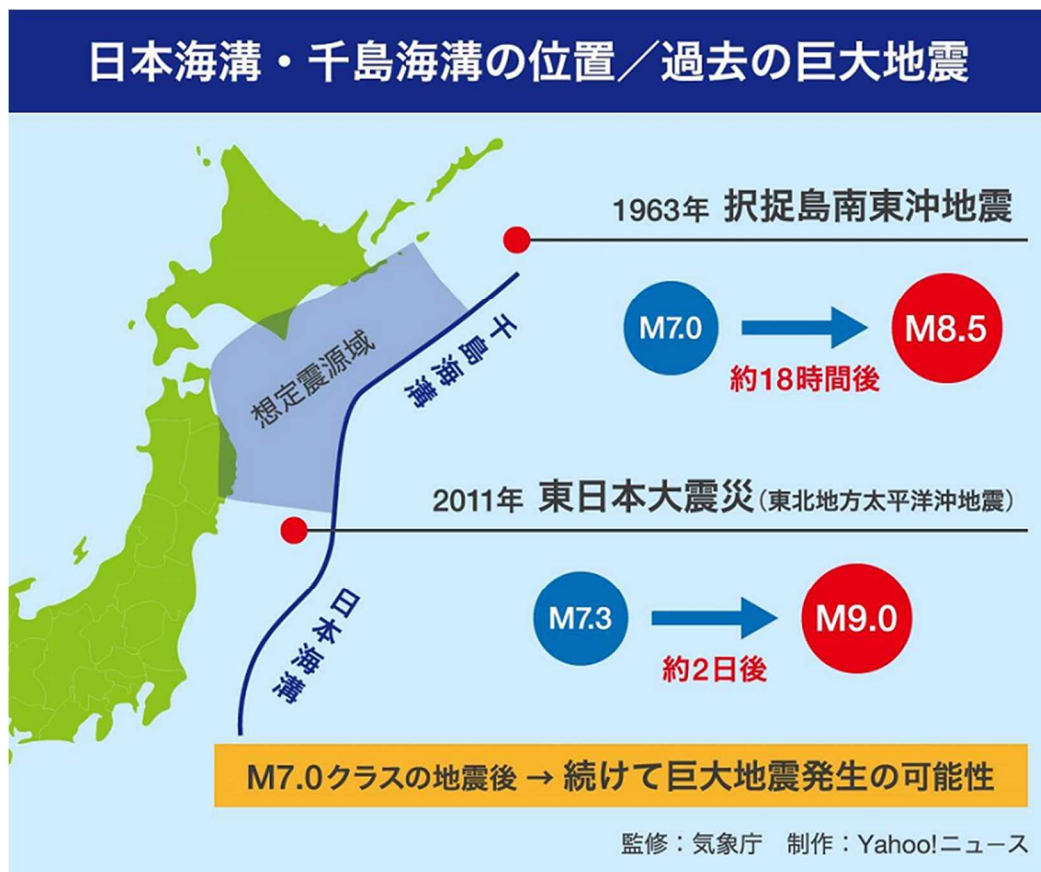 日本海溝・千島海溝の位置／過去の巨大地震
1963年 択捉島南東沖地震
M7.0
約18時間後
M8.5
千島海溝
想定震源域
2011年 東日本大震災(東北地方太平洋沖地震)
M7.3
約2日後
M9.0
日本海溝
M7.0クラスの地震後 → 続けて巨大地震発生の可能性
監修：気象庁 制作：Yahoo!ニュース